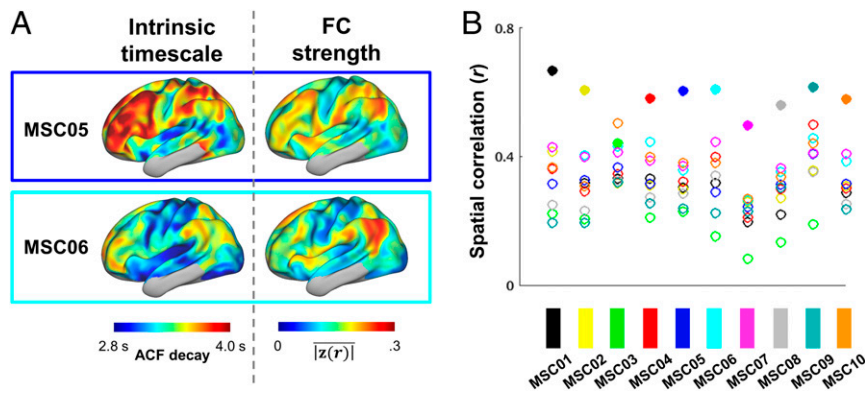 A
Intrinsic timescale
FC strength
MSC05
MSC06
2.8 s
4.0 s
ACF decay
0
.3
|z(r)|
B
Spatial correlation (r)
0.8
0.4
0
MSC01
MSC02
MSC03
MSC04
MSC05
MSC06
MSC07
MSC08
MSC09
MSC10